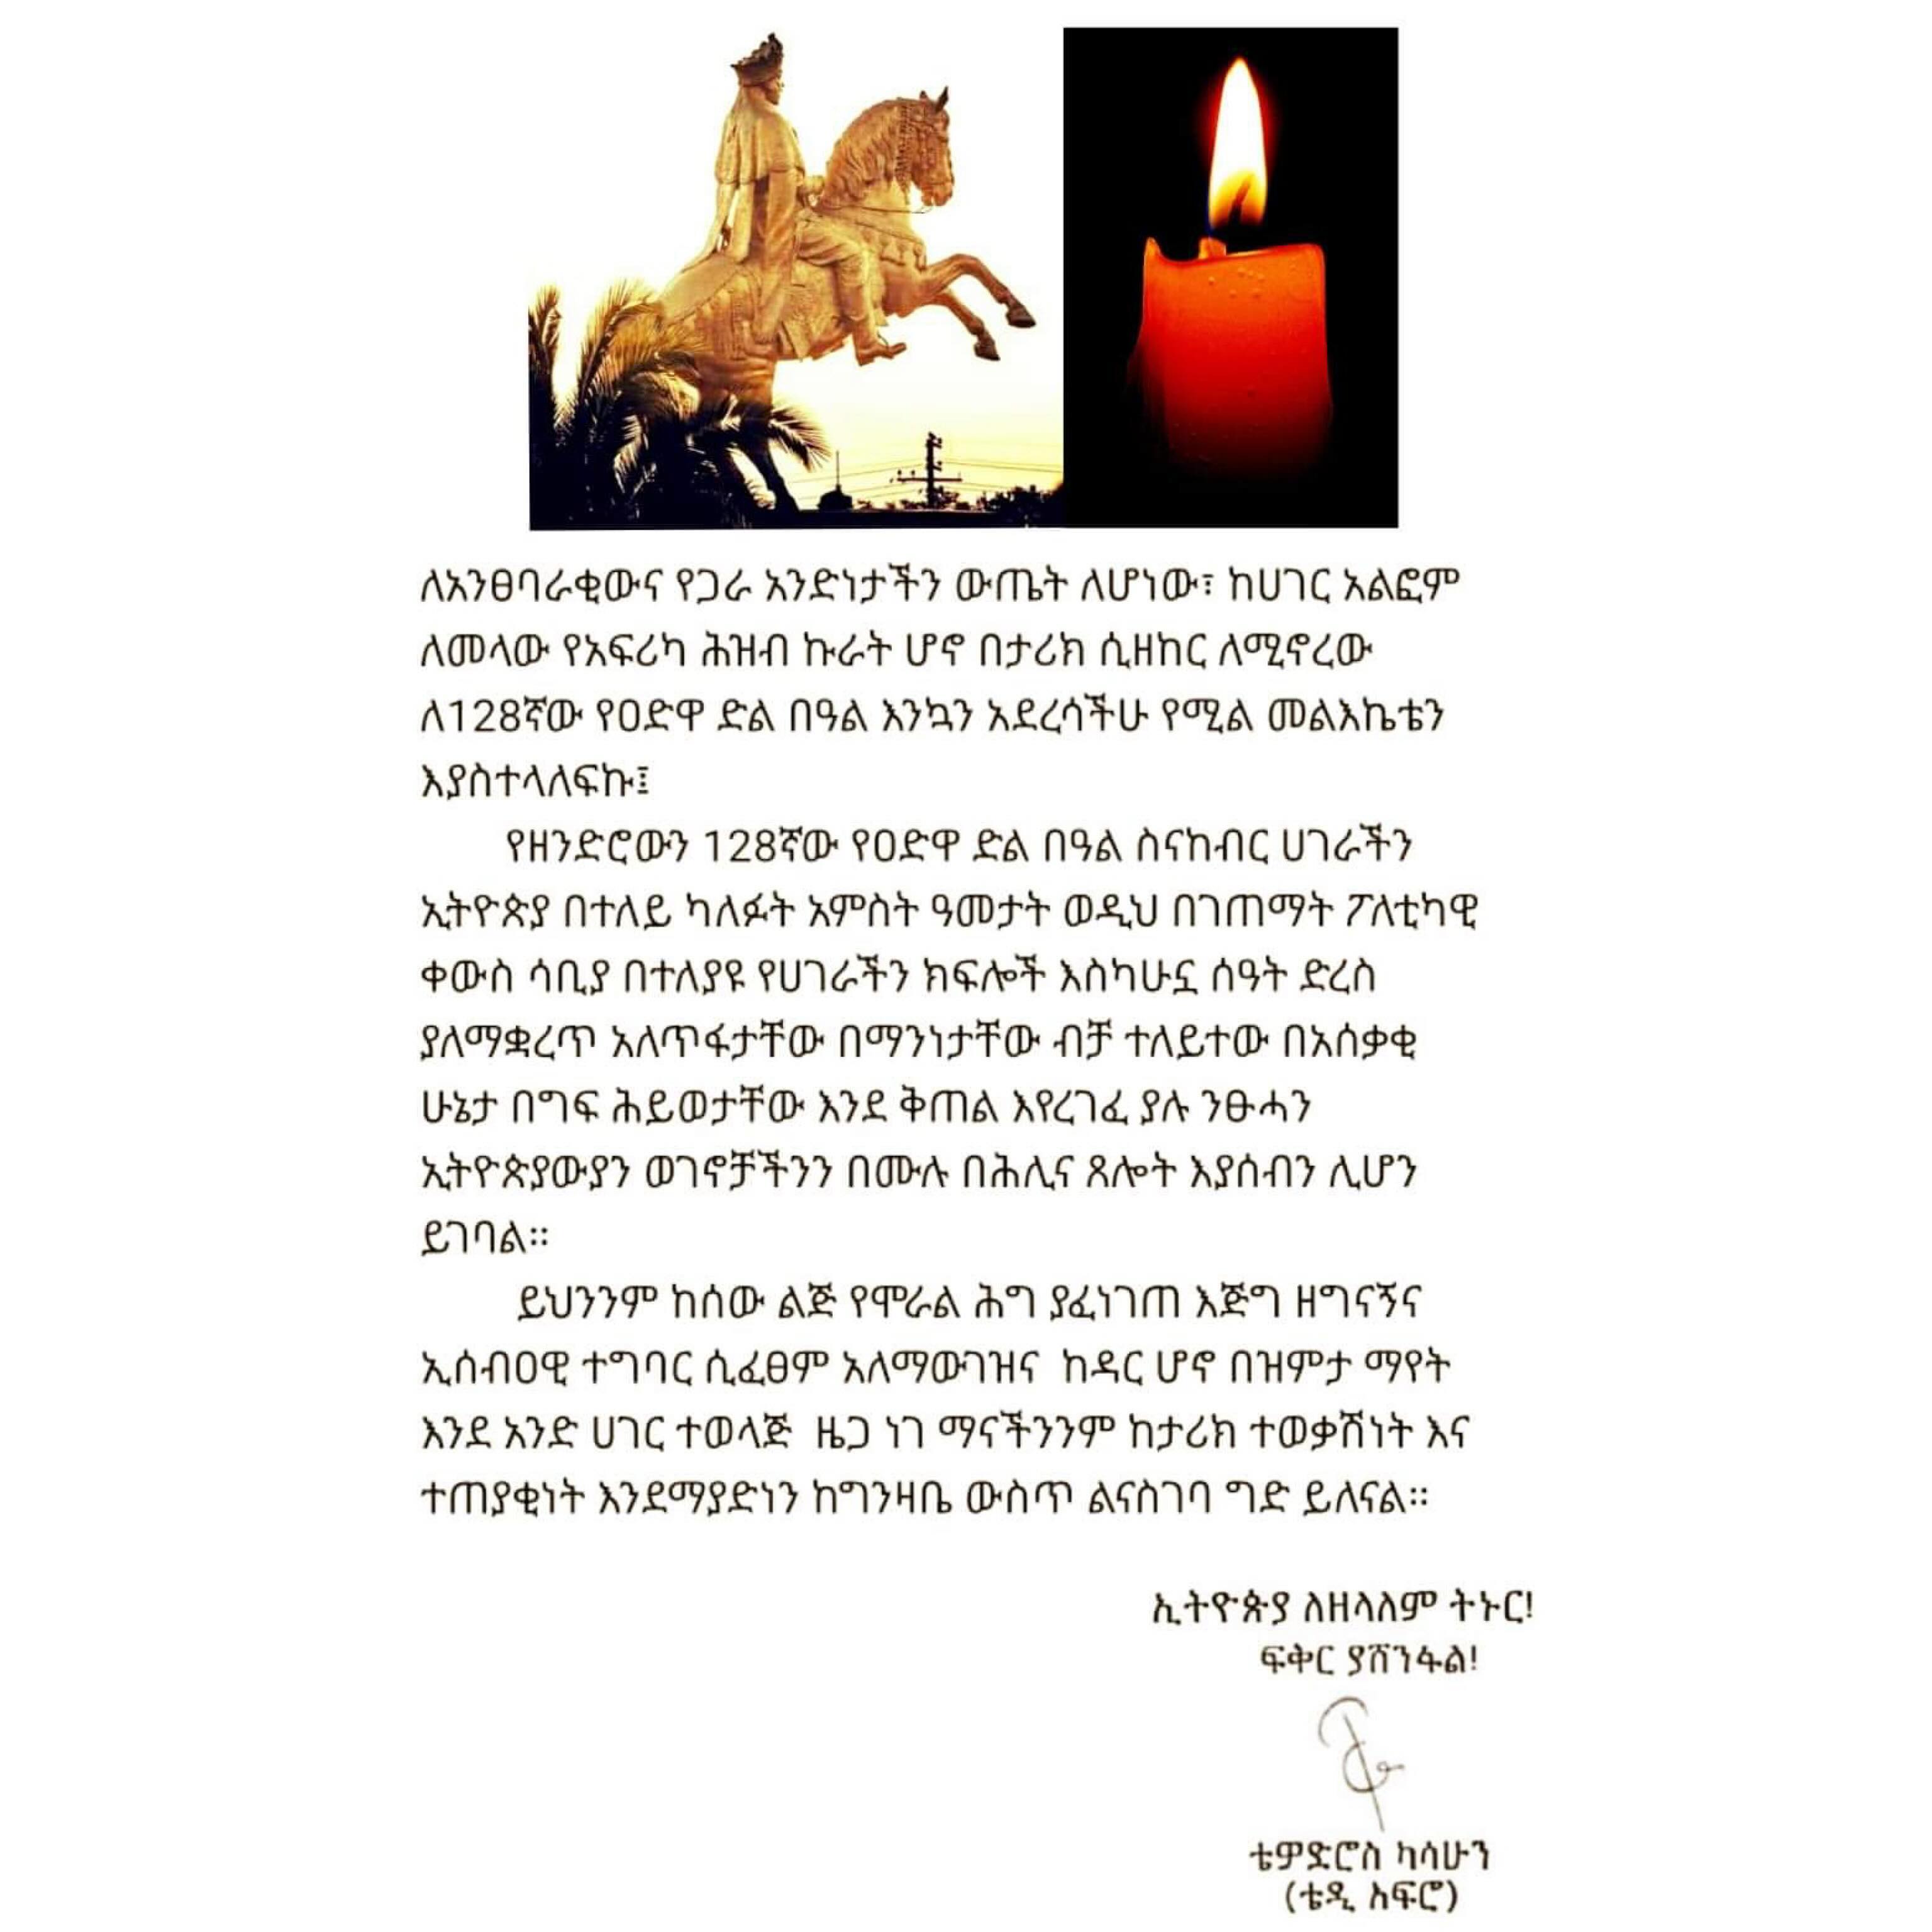 ለአንፀባራቂውና የጋራ አንድነታችን ውጤት ለሆነው፣ ከሀገር አልፎም
ለመላው የአፍሪካ ሕዝብ ኩራት ሆኖ በታሪክ ሲዘከር ለሚኖረው
ለ128ኛው የዐድዋ ድል በዓል እንኳን አደረሳችሁ የሚል መልእኬቴን
እያስተላለፍኩ፤
የዘንድሮውን 128ኛው የዐድዋ ድል በዓል ስናከብር ሀገራችን
ኢትዮጵያ በተለይ ካለፉት አምስት ዓመታት ወዲህ በገጠማት ፖለቲካዊ
ቀውስ ሳቢያ በተለያዩ የሀገራችን ክፍሎች እስካሁኗ ሰዓት ድረስ
ያለማቋረጥ አለጥፋታቸው በማንነታቸው ብቻ ተለይተው በአሰቃቂ
ሁኔታ በግፍ ሕይወታቸው እንደ ቅጠል እየረገፈ ያሉ ንፁሓን
ኢትዮጵያውያን ወገኖቻችንን በሙሉ በሕሊና ጸሎት እያሰብን ሊሆን
ይገባል።
ይህንንም ከሰው ልጅ የሞራል ሕግ ያፈነገጠ እጅግ ዘግናኝና
ኢሰብዐዊ ተግባር ሲፈፀም አለማውገዝና ከዳር ሆኖ በዝምታ ማየት
እንደ አንድ ሀገር ተወላጅ ዜጋ ነገ ማናችንንም ከታሪክ ተወቃሽነት እና
ተጠያቂነት እንደማያድነን ከግንዛቤ ውስጥ ልናስገባ ግድ ይለናል።
ኢትዮጵያ ለዘላለም ትኑር!
ፍቅር ያሸንፋል!
ቴዎድሮስ ካሳሁን
(ቴዲ አፍሮ)